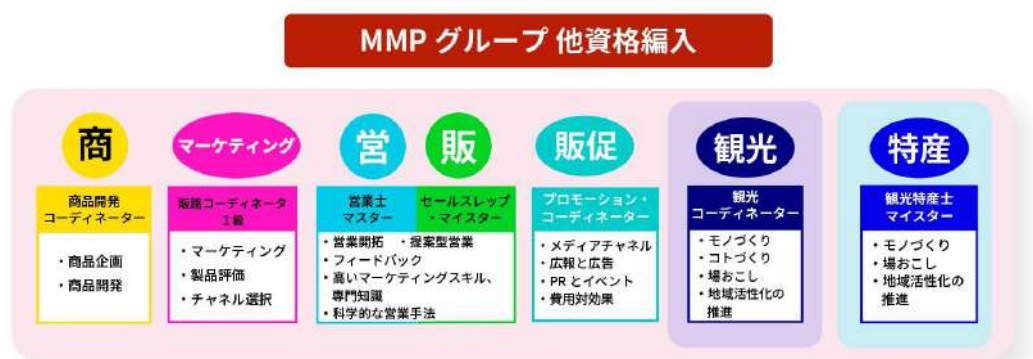 MMP グループ 他資格編入
商
マーケティング
営
販
販促
観光
特産
商品開発
コーディネーター
・商品企画
・商品開発
販路コーディネータ
１級
・マーケティング
・製品評価
・チャネル選択
営業士
マスター
セールスレップ
・マイスター
・営業開拓 ・提案型営業
・フィードバック
・高いマーケティングスキル、
専門知識
・科学的な営業手法
プロモーション・
コーディネーター
・メディアチャネル
・広報と広告
・PR とイベント
・費用対効果
観光
コーディネーター
・モノづくり
・コトづくり
・場おこし
・地域活性化の
推進
観光特産士
マイスター
・モノづくり
・場おこし
・地域活性化の
推進